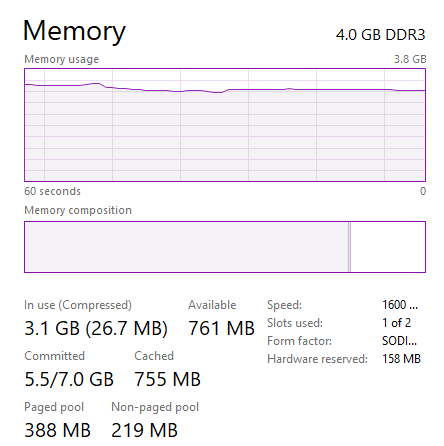 Memory 4.0 GB DDR3
Memory usage 3.8 GB
60 seconds 0
Memory composition
In use (Compressed) Available
3.1 GB (26.7 MB) 761 MB
Committed Cached
5.5/7.0 GB 755 MB
Paged pool Non-paged pool
388 MB 219 MB
Speed: 1600 ...
Slots used: 1 of 2
Form factor: SODI...
Hardware reserved: 158 MB